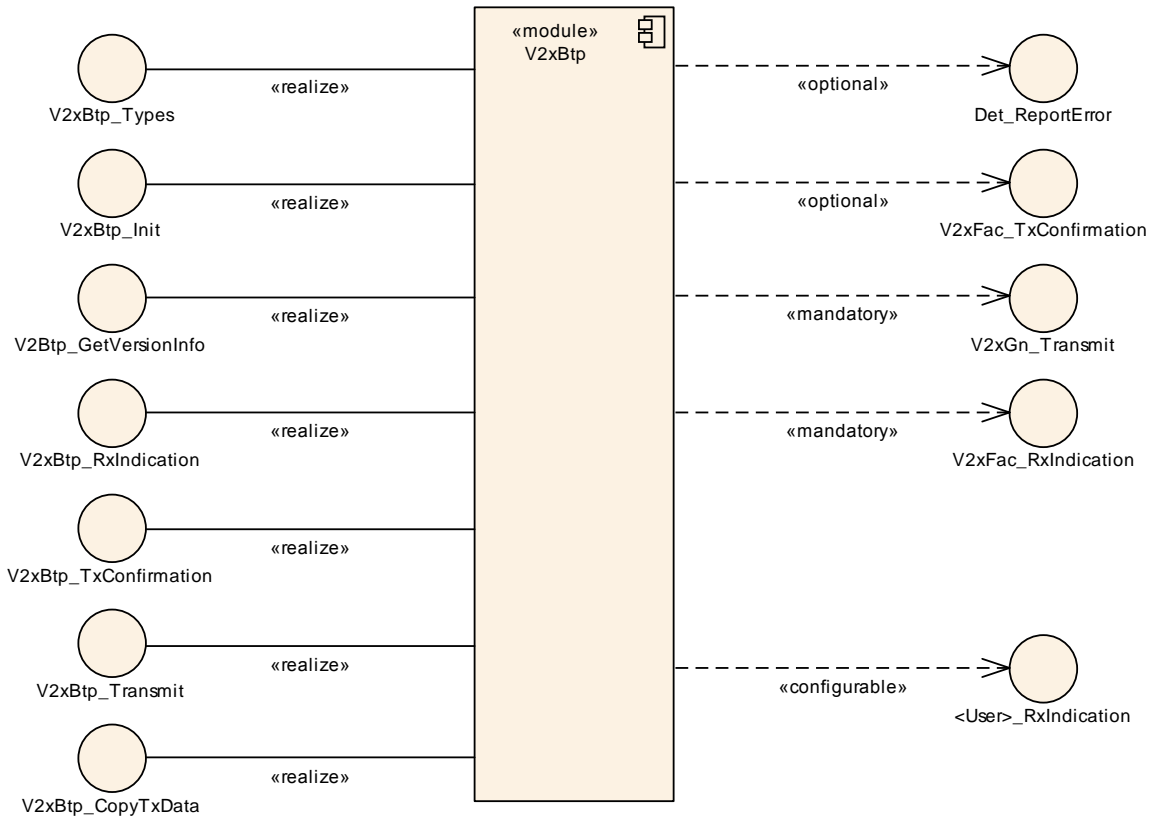 «module»
V2xBtp
V2xBtp_Types
«realize»
V2xBtp_Init
«realize»
V2Btp_GetVersionInfo
«realize»
V2xBtp_RxIndication
«realize»
V2xBtp_TxConfirmation
«realize»
V2xBtp_Transmit
«realize»
V2xBtp_CopyTxData
«realize»
«optional»
Det_ReportError
«optional»
V2xFac_TxConfirmation
«mandatory»
V2xGn_Transmit
«mandatory»
V2xFac_RxIndication
«configurable»
<User>_RxIndication